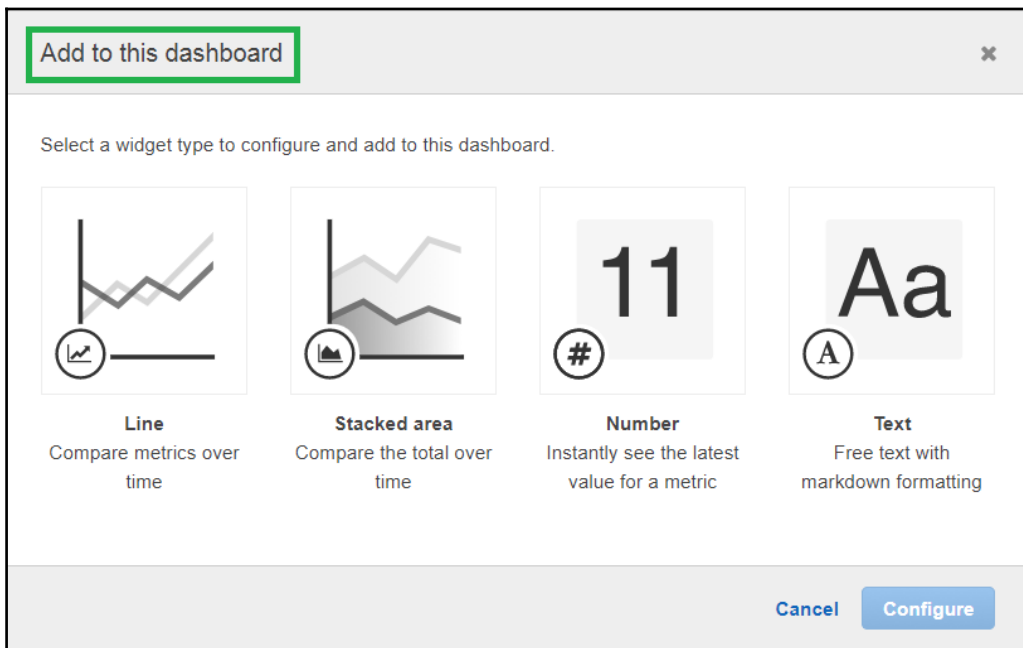 Add to this dashboard
Select a widget type to configure and add to this dashboard.
11
#
Aa
A
Line
Compare metrics over
time
Stacked area
Compare the total over
time
Number
Instantly see the latest
value for a metric
Text
Free text with
markdown formatting
Cancel
Configure